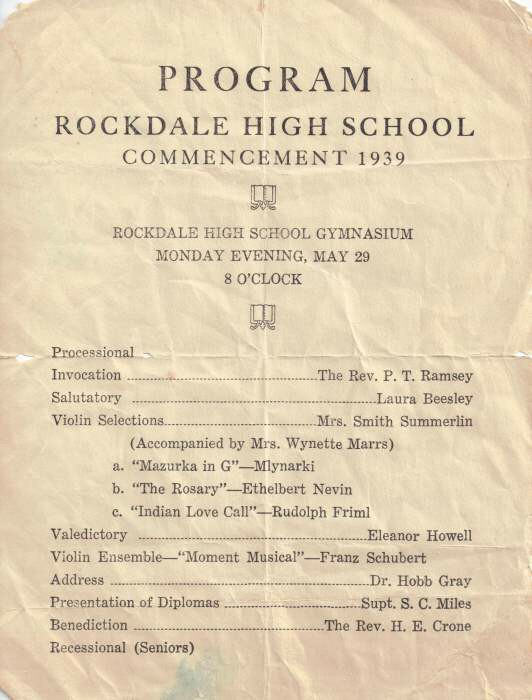 PROGRAM
ROCKDALE HIGH SCHOOL
COMMENCEMENT 1939
ROCKDALE HIGH SCHOOL GYMNASIUM
MONDAY EVENING, MAY 29
8 O'CLOCK
Processional
Invocation ........ The Rev. P. T. Ramsey
Salutatory ........ Laura Beesley
Violin Selections ........ Mrs. Smith Summerlin
(Accompanied by Mrs. Wynette Marrs)
a. "Mazurka in G"—Mlynarki
b. "The Rosary"—Ethelbert Nevin
c. "Indian Love Call"—Rudolph Friml
Valedictory ........ Eleanor Howell
Violin Ensemble—"Moment Musical"—Franz Schubert
Address ........ Dr. Hobb Gray
Presentation of Diplomas ........ Supt. S. C. Miles
Benediction ........ The Rev. H. E. Crone
Recessional (Seniors)